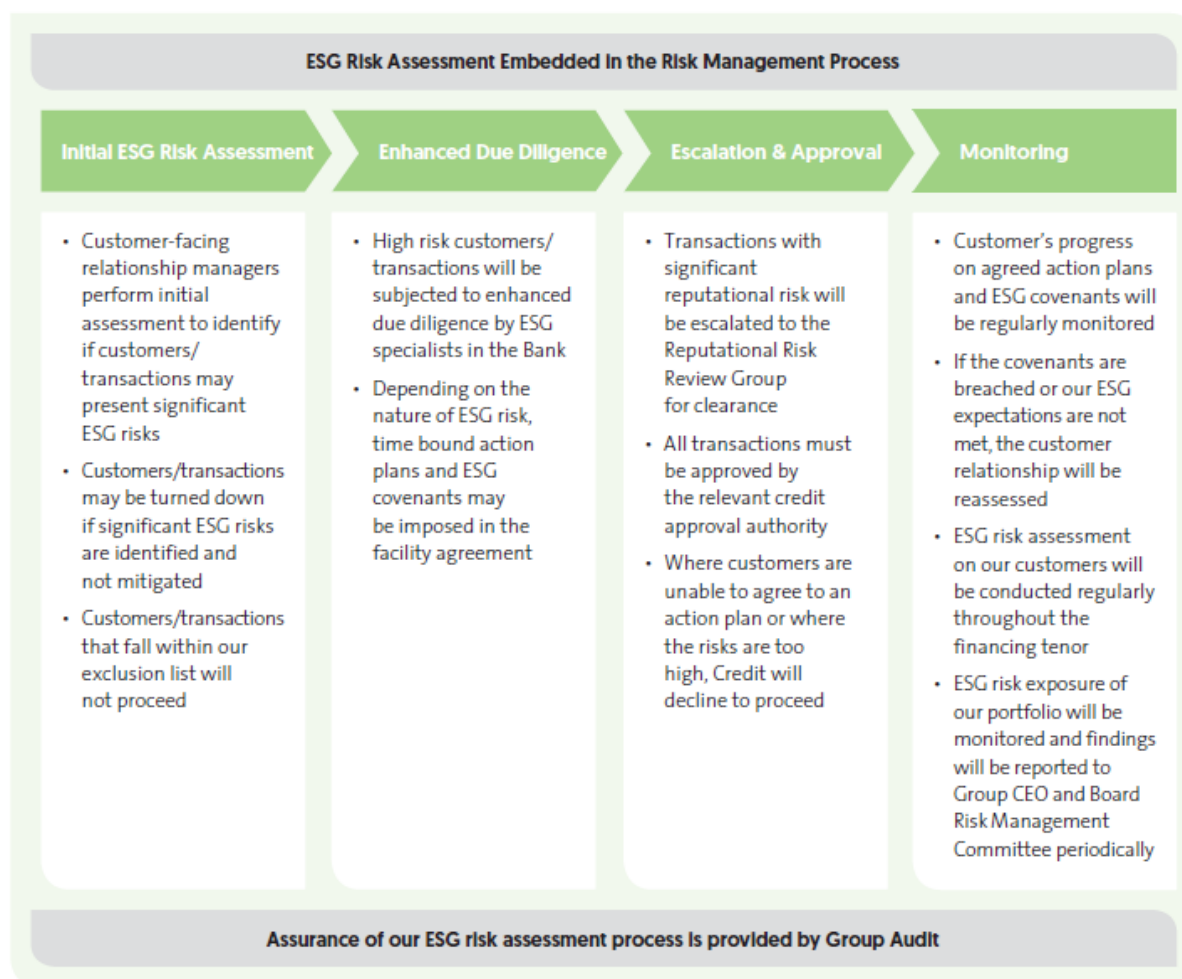 ESG Risk Assessment Embedded in the Risk Management Process
Initial ESG Risk Assessment
Enhanced Due Diligence
Escalation & Approval
Monitoring
• Customer-facing
relationship managers
perform initial
assessment to identify
if customers/
transactions may
present significant
ESG risks
• Customers/transactions
may be turned down
if significant ESG risks
are identified and
not mitigated
• Customers/transactions
that fall within our
exclusion list will
not proceed
• High risk customers/
transactions will be
subjected to enhanced
due diligence by ESG
specialists in the Bank
• Depending on the
nature of ESG risk,
time bound action
plans and ESG
covenants may
be imposed in the
facility agreement
• Transactions with
significant
reputational risk will
be escalated to the
Reputational Risk
Review Group
for clearance
• All transactions must
be approved by
the relevant credit
approval authority
• Where customers are
unable to agree to an
action plan or where
the risks are too
high, Credit will
decline to proceed
• Customer’s progress
on agreed action plans
and ESG covenants will
be regularly monitored
• If the covenants are
breached or our ESG
expectations are not
met, the customer
relationship will be
reassessed
• ESG risk assessment
on our customers will
be conducted regularly
throughout the
financing tenor
• ESG risk exposure of
our portfolio will be
monitored and findings
will be reported to
Group CEO and Board
Risk Management
Committee periodically
Assurance of our ESG risk assessment process is provided by Group Audit